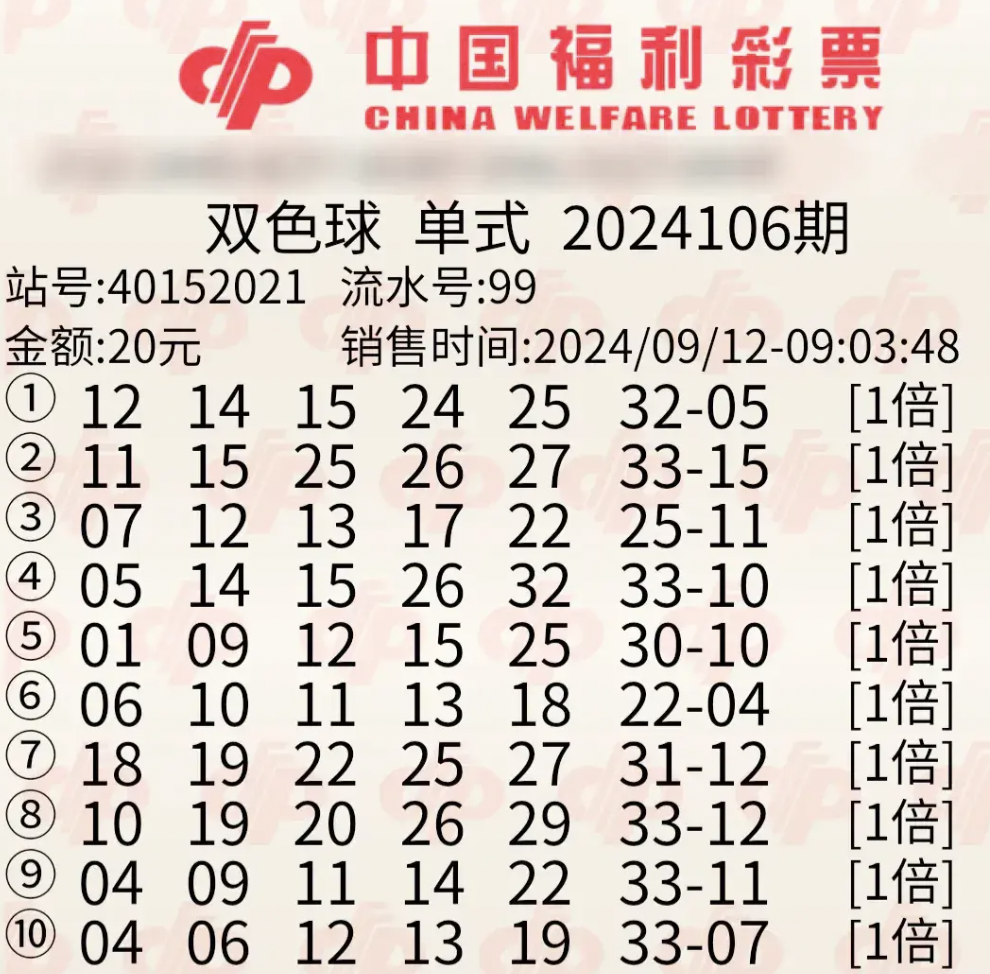 中国福利彩票
CHINA WELFARE LOTTERY
双色球 单式 2024106期
站号:40152021 流水号:99
金额:20元 销售时间:2024/09/12-09:03:48
① 12 14 15 24 25 32-05 [1倍]
② 11 15 25 26 27 33-15 [1倍]
③ 07 12 13 17 22 25-11 [1倍]
④ 05 14 15 26 32 33-10 [1倍]
⑤ 01 09 12 15 25 30-10 [1倍]
⑥ 06 10 11 13 18 22-04 [1倍]
⑦ 18 19 22 25 27 31-12 [1倍]
⑧ 10 19 20 26 29 33-12 [1倍]
⑨ 04 09 11 14 22 33-11 [1倍]
⑩ 04 06 12 13 19 33-07 [1倍]